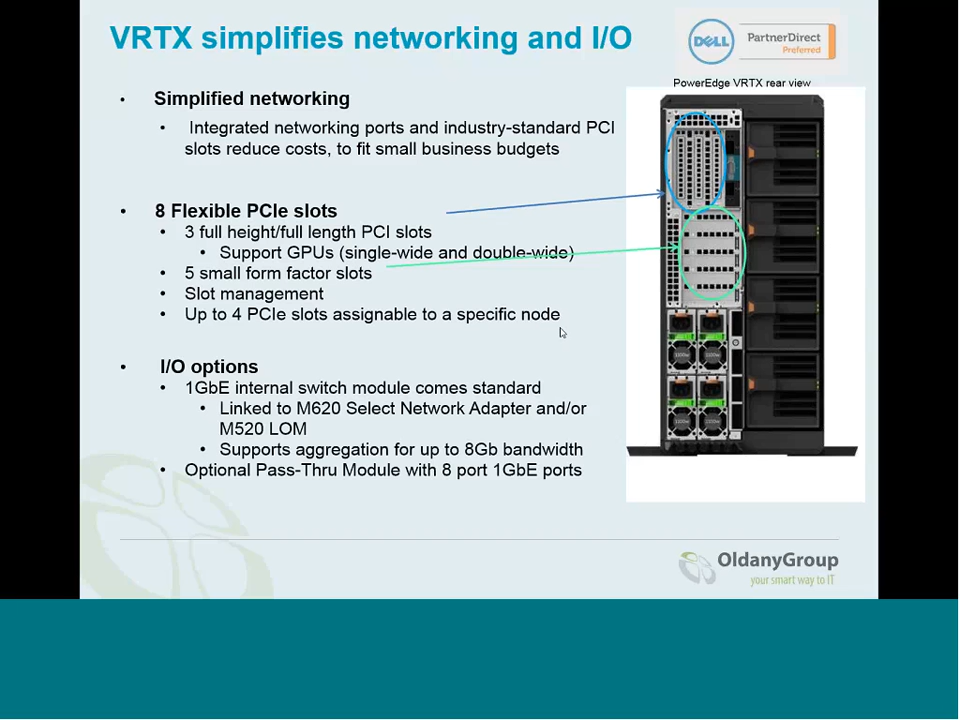 VRTX simplifies networking and I/O
DELL
PartnerDirect
Preferred
PowerEdge VRTX rear view
• Simplified networking
• Integrated networking ports and industry-standard PCI
slots reduce costs, to fit small business budgets
• 8 Flexible PCIe slots
• 3 full height/full length PCI slots
• Support GPUs (single-wide and double-wide)
• 5 small form factor slots
• Slot management
• Up to 4 PCIe slots assignable to a specific node
• I/O options
• 1GbE internal switch module comes standard
• Linked to M620 Select Network Adapter and/or
M520 LOM
• Supports aggregation for up to 8Gb bandwidth
• Optional Pass-Thru Module with 8 port 1GbE ports
OldanyGroup
your smart way to IT